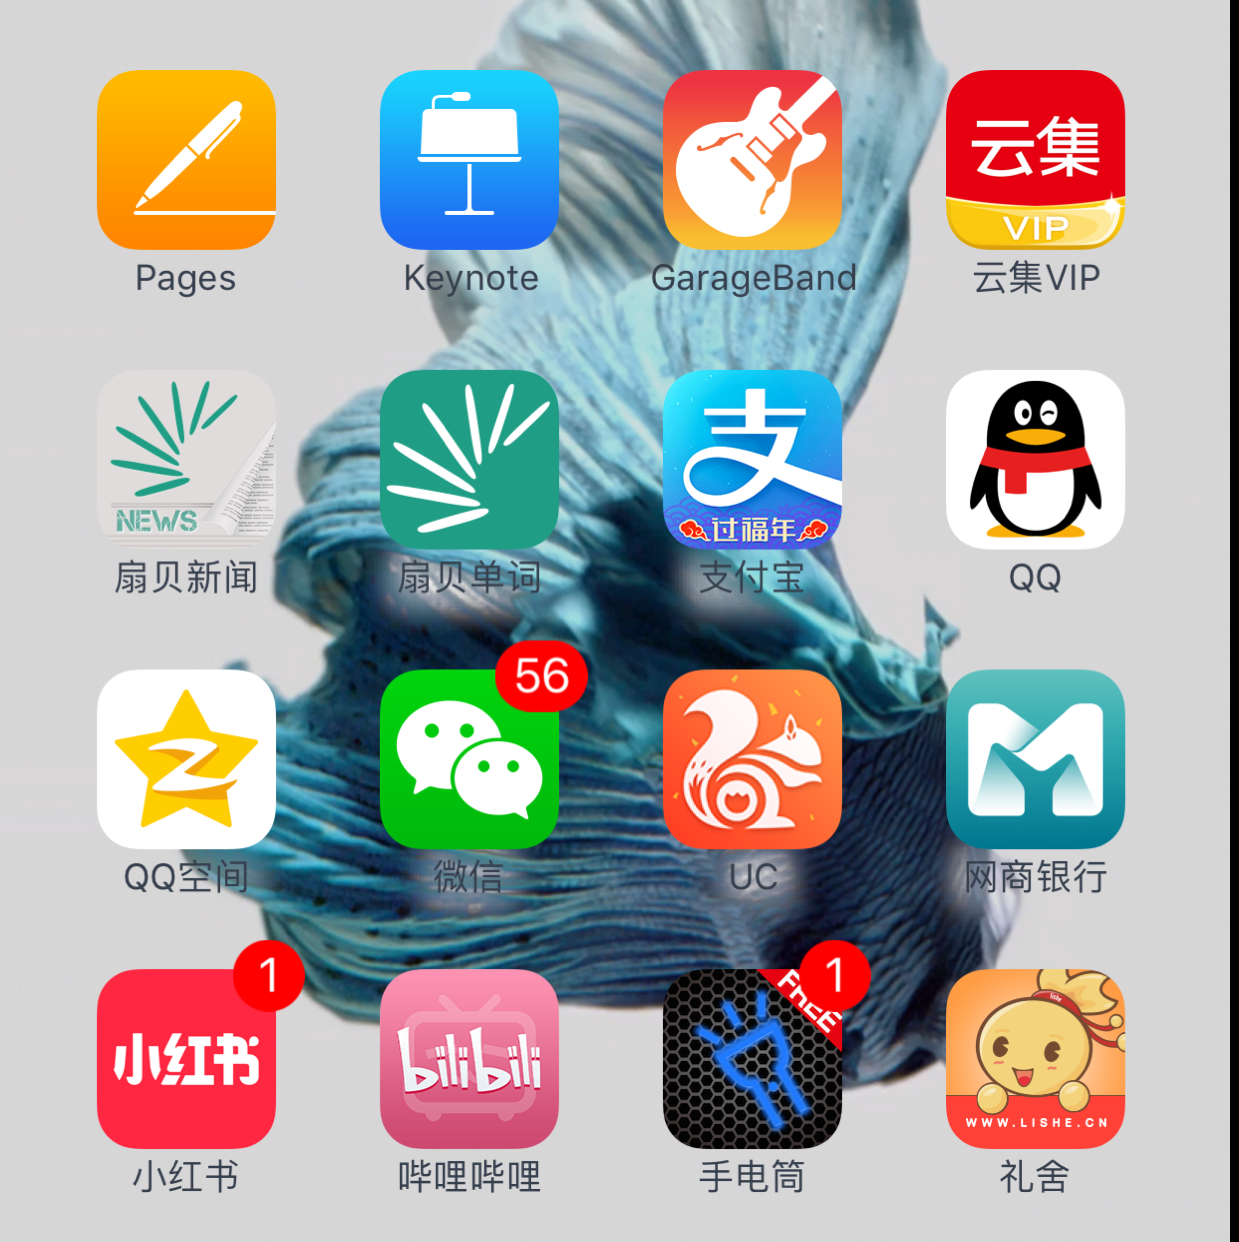 云集
VIP
Pages
Keynote
GarageBand
云集VIP
NEWS
支
过福年
扇贝新闻
扇贝单词
支付宝
QQ
56
QQ空间
微信
UC
网商银行
1
1
FREE
小红书
bilibili
WWW.LISHE.CN
小红书
哔哩哔哩
手电筒
礼舍